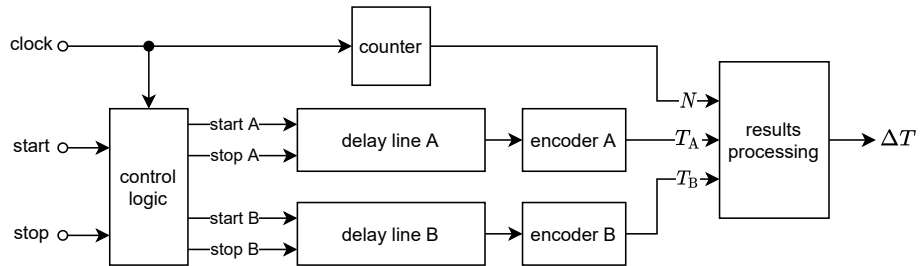 clock
counter
N
start
start A
delay line A
encoder A
T_A
results
processing
ΔT
stop A
control
logic
T_B
stop
start B
delay line B
encoder B
stop B